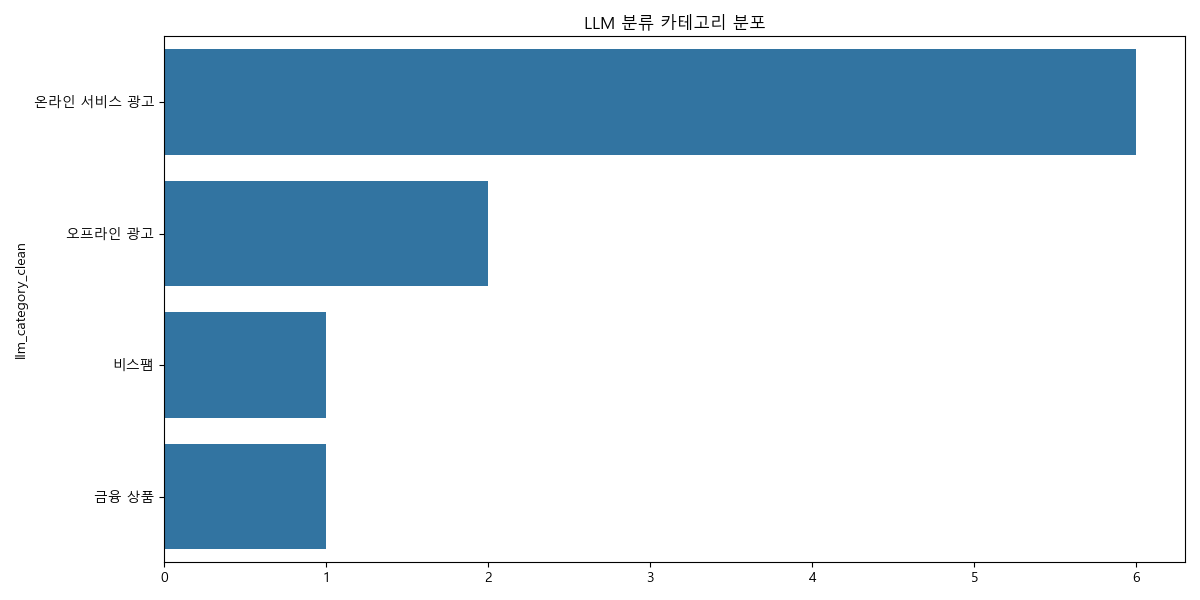 LLM 분류 카테고리 분포
llm_category_clean
온라인 서비스 광고
오프라인 광고
비스팸
금융 상품
0 1 2 3 4 5 6